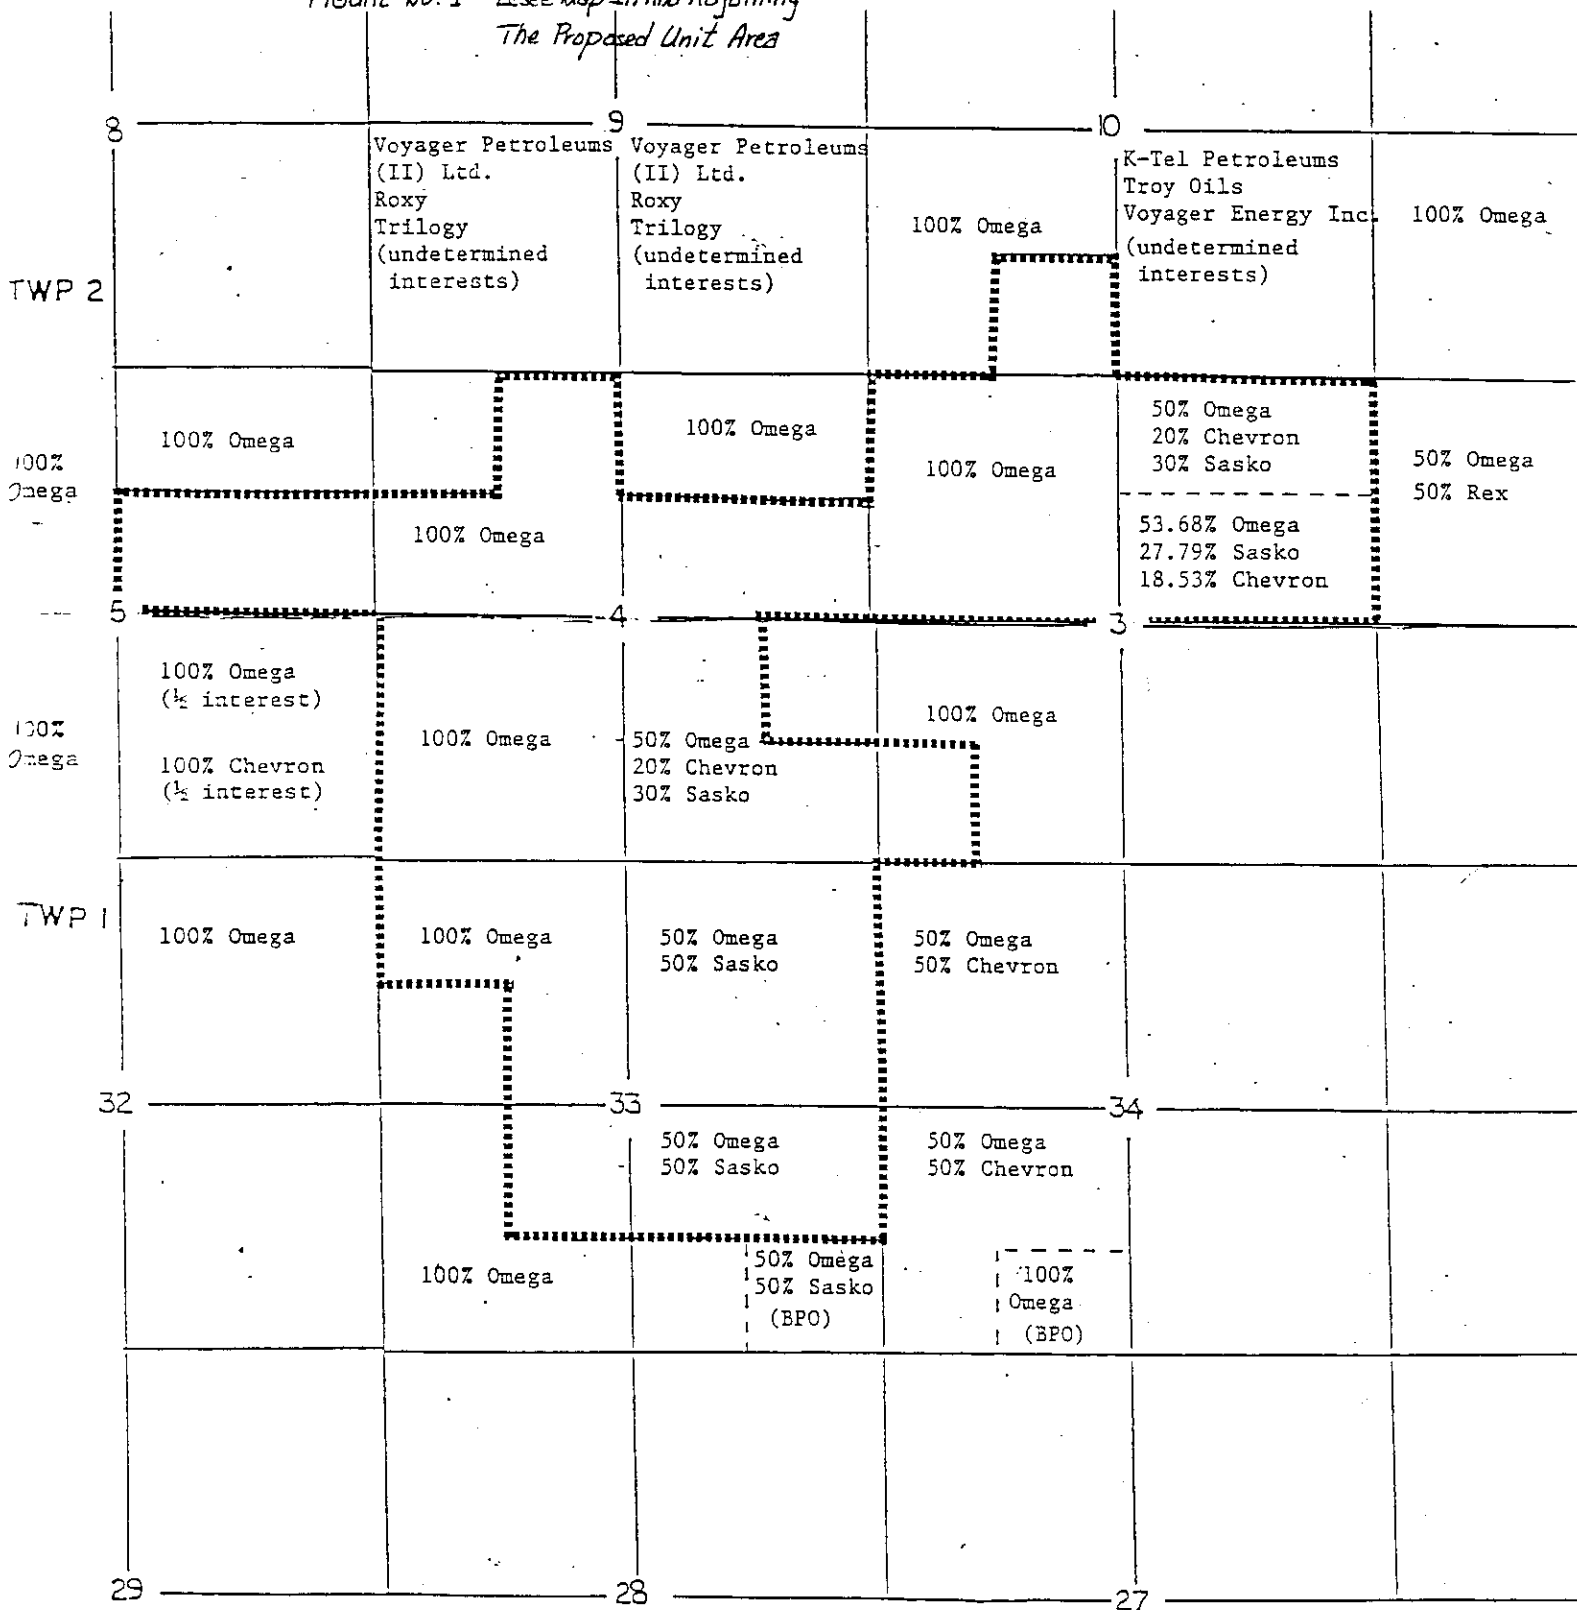 The Proposed Unit Area
8
9
10
Voyager Petroleums
(II) Ltd.
Roxy
Trilogy
(undetermined
interests)
Voyager Petroleums
(II) Ltd.
Roxy
Trilogy
(undetermined
interests)
100% Omega
K-Tel Petroleums
Troy Oils
Voyager Energy Inc.
(undetermined
interests)
100% Omega
TWP 2
100%
Omega
100% Omega
100% Omega
100% Omega
100% Omega
50% Omega
20% Chevron
30% Sasko
53.68% Omega
27.79% Sasko
18.53% Chevron
50% Omega
50% Rex
5
4
3
100%
Omega
100% Omega
(½ interest)
100% Chevron
(½ interest)
100% Omega
50% Omega
20% Chevron
30% Sasko
100% Omega
TWP 1
100% Omega
100% Omega
50% Omega
50% Sasko
50% Omega
50% Chevron
32
33
34
50% Omega
50% Sasko
50% Omega
50% Chevron
100% Omega
50% Omega
50% Sasko
(BPO)
100%
Omega
(BPO)
29
28
27